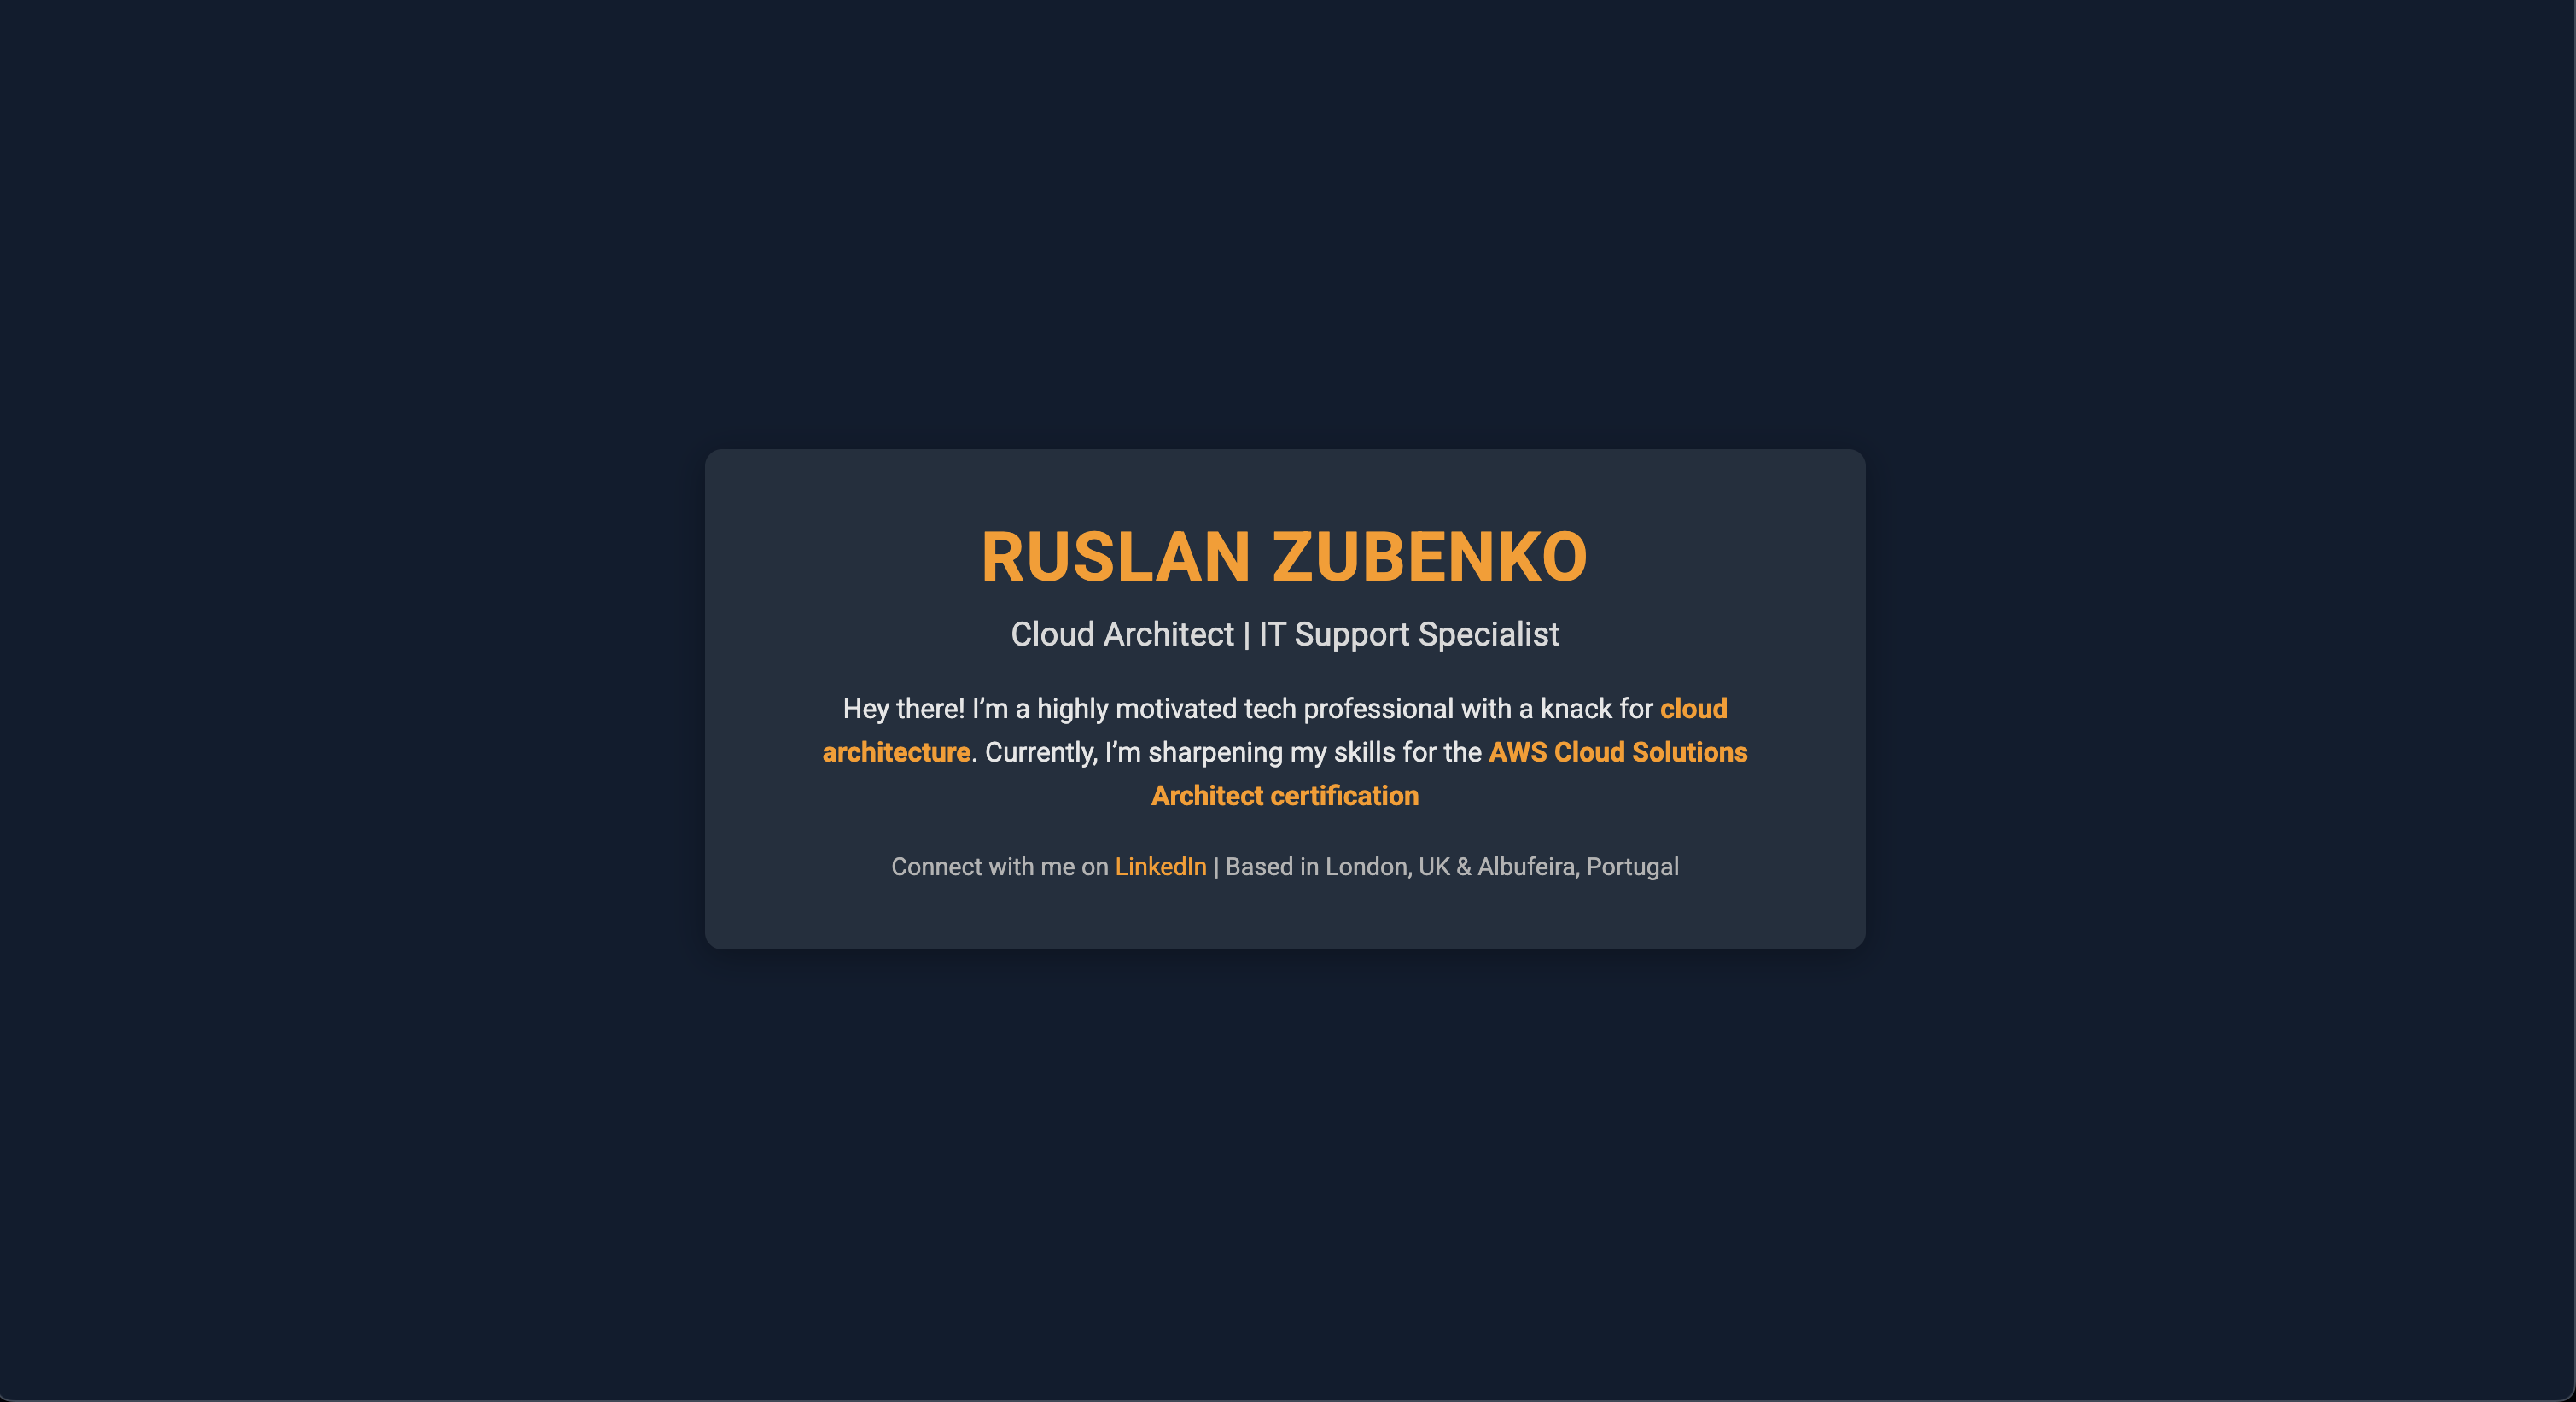 RUSLAN ZUBENKO
Cloud Architect | IT Support Specialist
Hey there! I’m a highly motivated tech professional with a knack for cloud
architecture. Currently, I’m sharpening my skills for the AWS Cloud Solutions
Architect certification
Connect with me on LinkedIn | Based in London, UK & Albufeira, Portugal